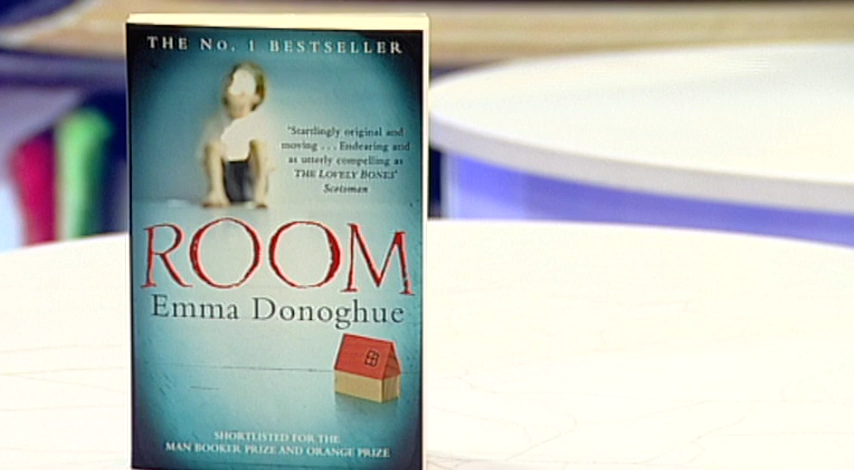 THE No. 1 BESTSELLER
'Startlingly original and
moving . . . Endearing and
as utterly compelling as
THE LOVELY BONES'
Scotsman
ROOM
Emma Donoghue
SHORTLISTED FOR THE
MAN BOOKER PRIZE AND ORANGE PRIZE